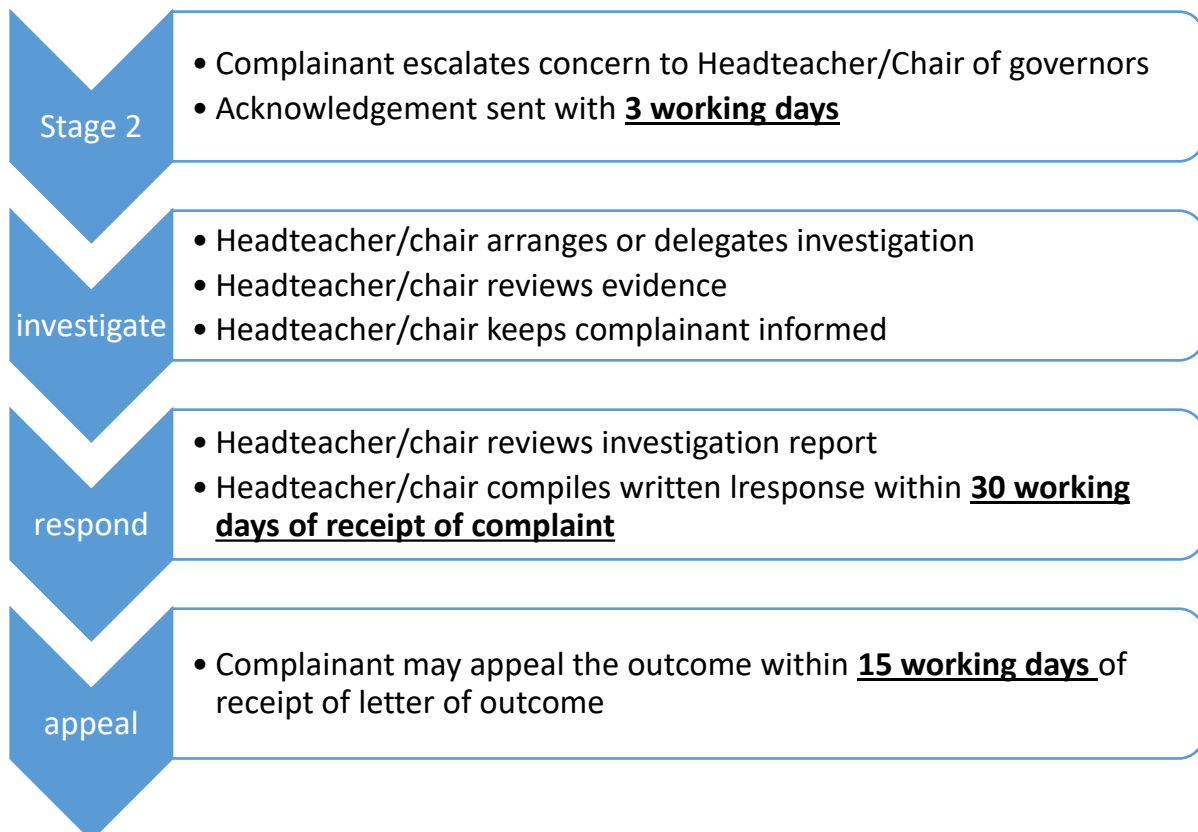 Stage 2
• Complainant escalates concern to Headteacher/Chair of governors
• Acknowledgement sent with 3 working days
investigate
• Headteacher/chair arranges or delegates investigation
• Headteacher/chair reviews evidence
• Headteacher/chair keeps complainant informed
respond
• Headteacher/chair reviews investigation report
• Headteacher/chair compiles written lresponse within 30 working
days of receipt of complaint
appeal
• Complainant may appeal the outcome within 15 working days of
receipt of letter of outcome